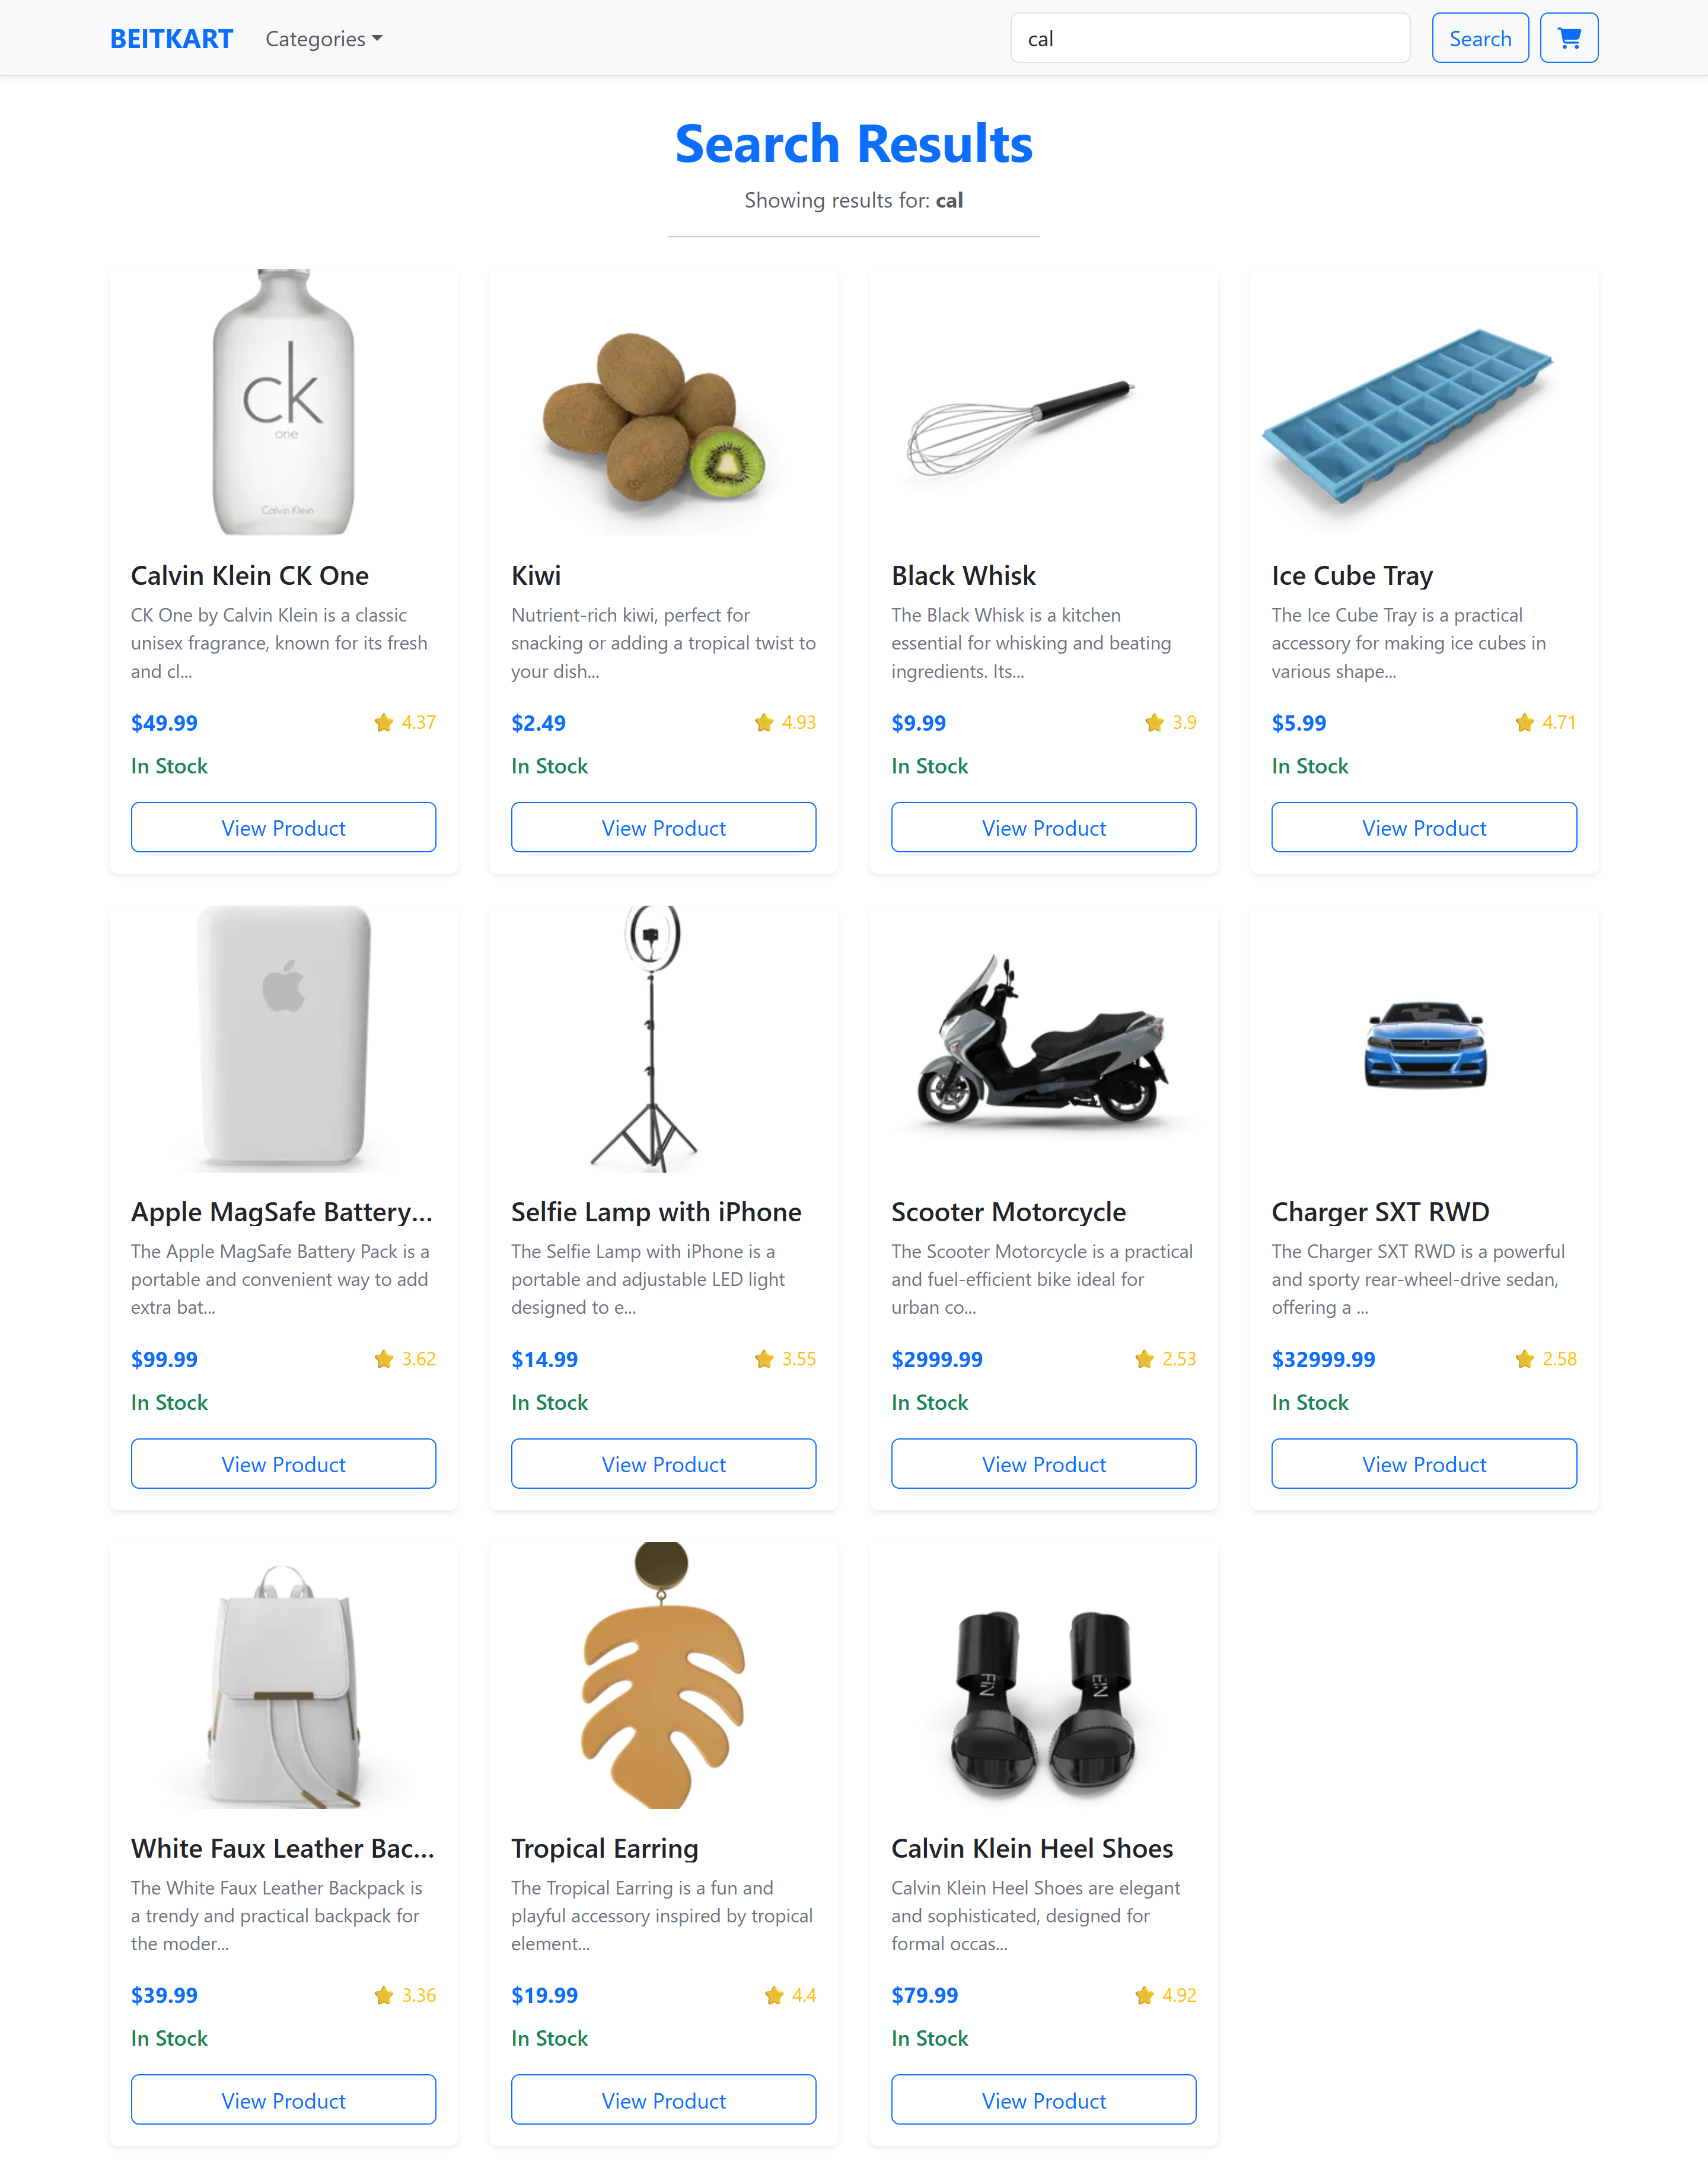 BEITKART Categories cal Search
Search Results
Showing results for: cal
ck
one
Calvin Klein
Calvin Klein CK One
CK One by Calvin Klein is a classic
unisex fragrance, known for its fresh
and cl...
$49.99 4.37
In Stock
View Product
Kiwi
Nutrient-rich kiwi, perfect for
snacking or adding a tropical twist to
your dish...
$2.49 4.93
In Stock
View Product
Black Whisk
The Black Whisk is a kitchen
essential for whisking and beating
ingredients. Its...
$9.99 3.9
In Stock
View Product
Ice Cube Tray
The Ice Cube Tray is a practical
accessory for making ice cubes in
various shape...
$5.99 4.71
In Stock
View Product
Apple MagSafe Battery...
The Apple MagSafe Battery Pack is a
portable and convenient way to add
extra bat...
$99.99 3.62
In Stock
View Product
Selfie Lamp with iPhone
The Selfie Lamp with iPhone is a
portable and adjustable LED light
designed to e...
$14.99 3.55
In Stock
View Product
Scooter Motorcycle
The Scooter Motorcycle is a practical
and fuel-efficient bike ideal for
urban co...
$2999.99 2.53
In Stock
View Product
Charger SXT RWD
The Charger SXT RWD is a powerful
and sporty rear-wheel-drive sedan,
offering a ...
$32999.99 2.58
In Stock
View Product
White Faux Leather Bac...
The White Faux Leather Backpack is
a trendy and practical backpack for
the moder...
$39.99 3.36
In Stock
View Product
Tropical Earring
The Tropical Earring is a fun and
playful accessory inspired by tropical
element...
$19.99 4.4
In Stock
View Product
Calvin Klein Heel Shoes
Calvin Klein Heel Shoes are elegant
and sophisticated, designed for
formal occas...
$79.99 4.92
In Stock
View Product